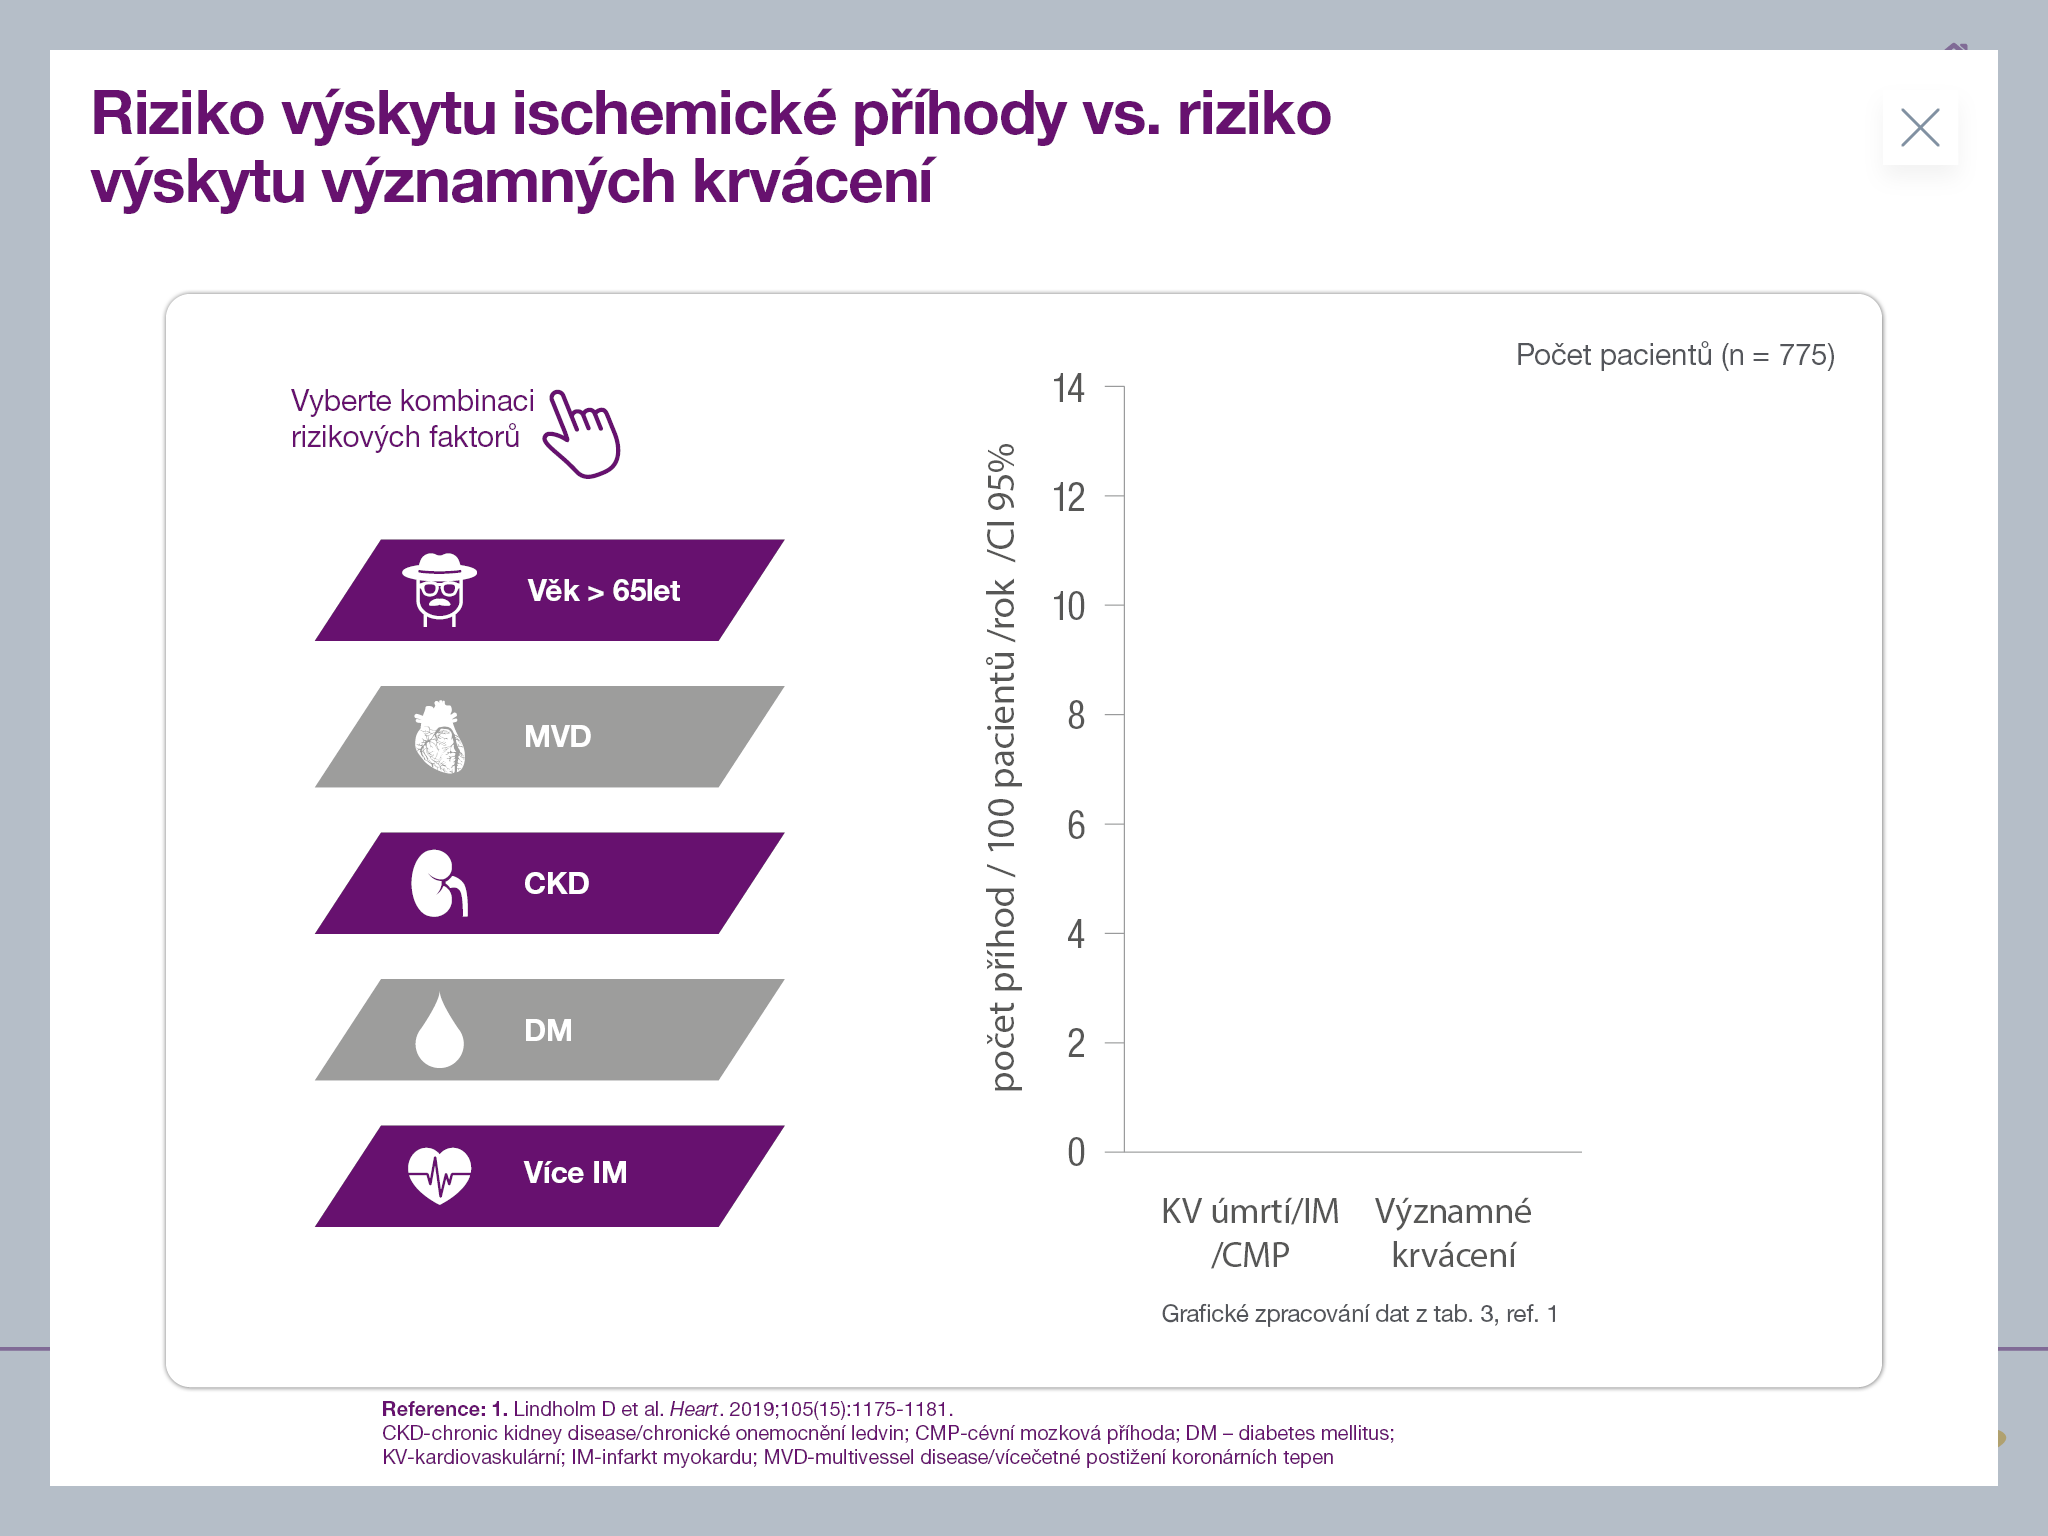 Riziko výskytu ischemické příhody vs. riziko
výskytu významných krvácení
Počet pacientů (n = 775)
Vyberte kombinaci
rizikových faktorů
Věk > 65let
MVD
CKD
DM
Více IM
počet příhod / 100 pacientů /rok /CI 95%
14
12
10
8
6
4
2
0
KV úmrtí/IM
/CMP
Významné
krvácení
Grafické zpracování dat z tab. 3, ref. 1
Reference: 1. Lindholm D et al. Heart. 2019;105(15):1175-1181.
CKD-chronic kidney disease/chronické onemocnění ledvin; CMP-cévní mozková příhoda; DM – diabetes mellitus;
KV-kardiovaskulární; IM-infarkt myokardu; MVD-multivessel disease/vícečetné postižení koronárních tepen